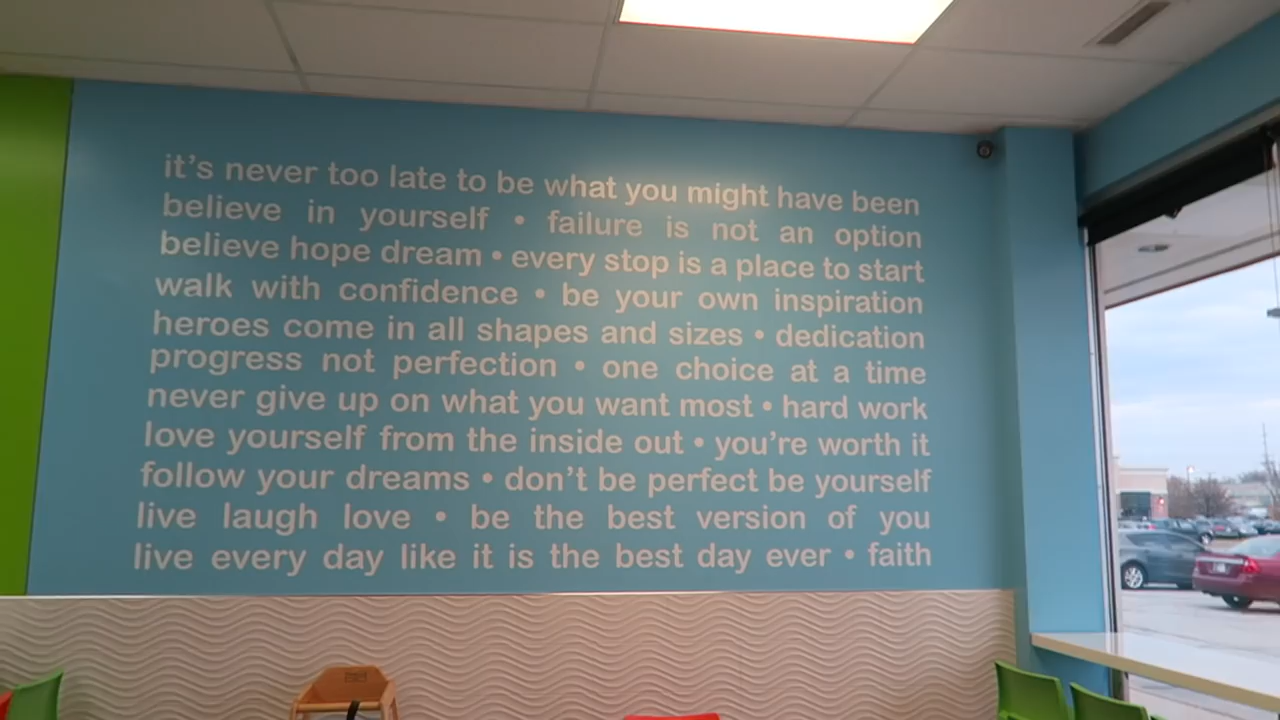 it's never too late to be what you might have been
believe in yourself • failure is not an option
believe hope dream • every stop is a place to start
walk with confidence • be your own inspiration
heroes come in all shapes and sizes • dedication
progress not perfection • one choice at a time
never give up on what you want most • hard work
love yourself from the inside out • you're worth it
follow your dreams • don't be perfect be yourself
live laugh love • be the best version of you
live every day like it is the best day ever • faith